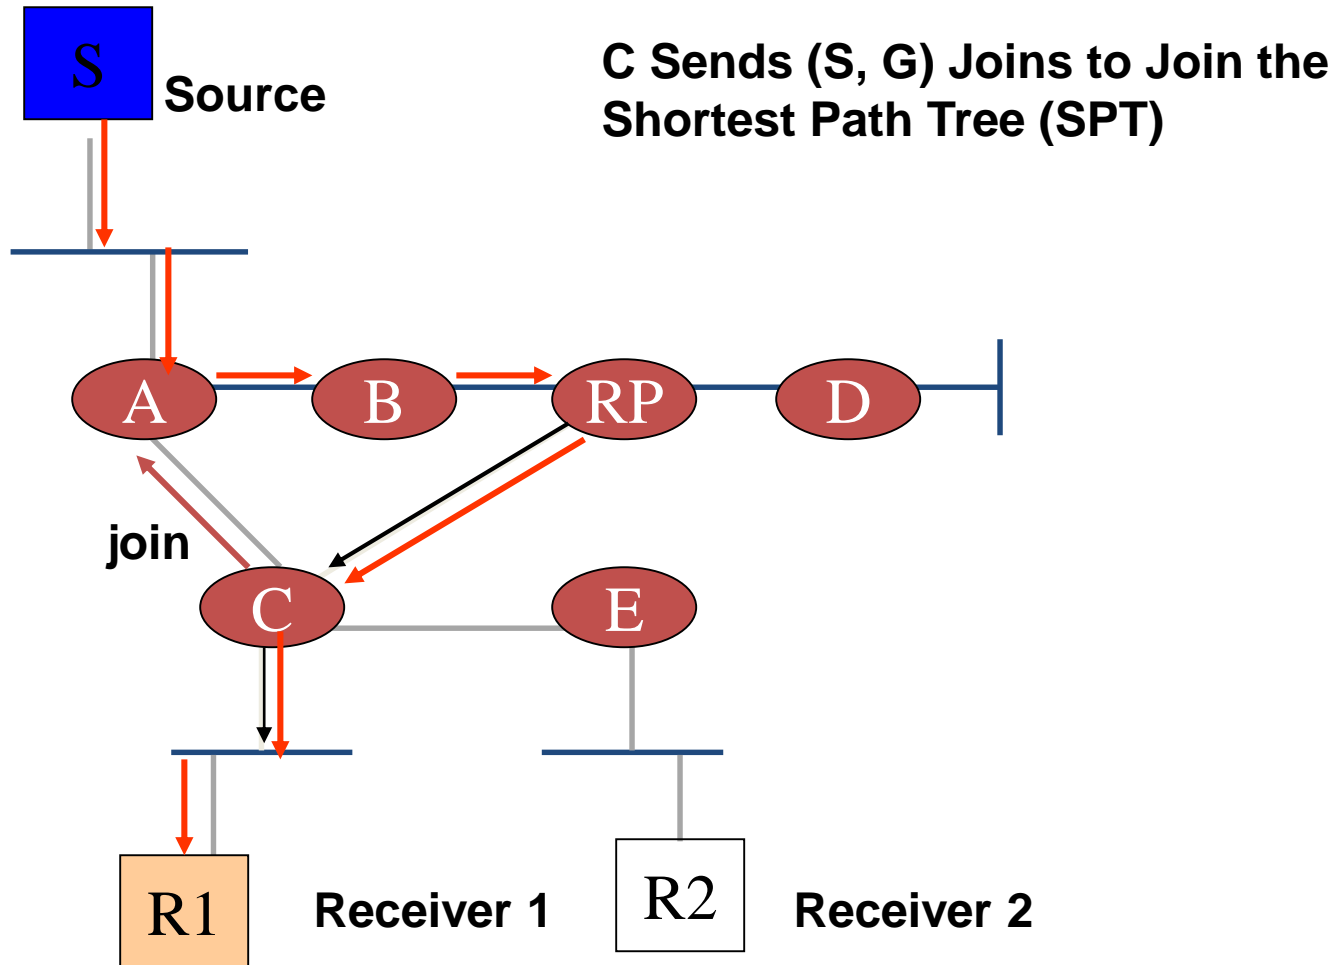 S
Source
C Sends (S, G) Joins to Join the
Shortest Path Tree (SPT)
A
B
RP
D
join
C
E
R1
Receiver 1
R2
Receiver 2